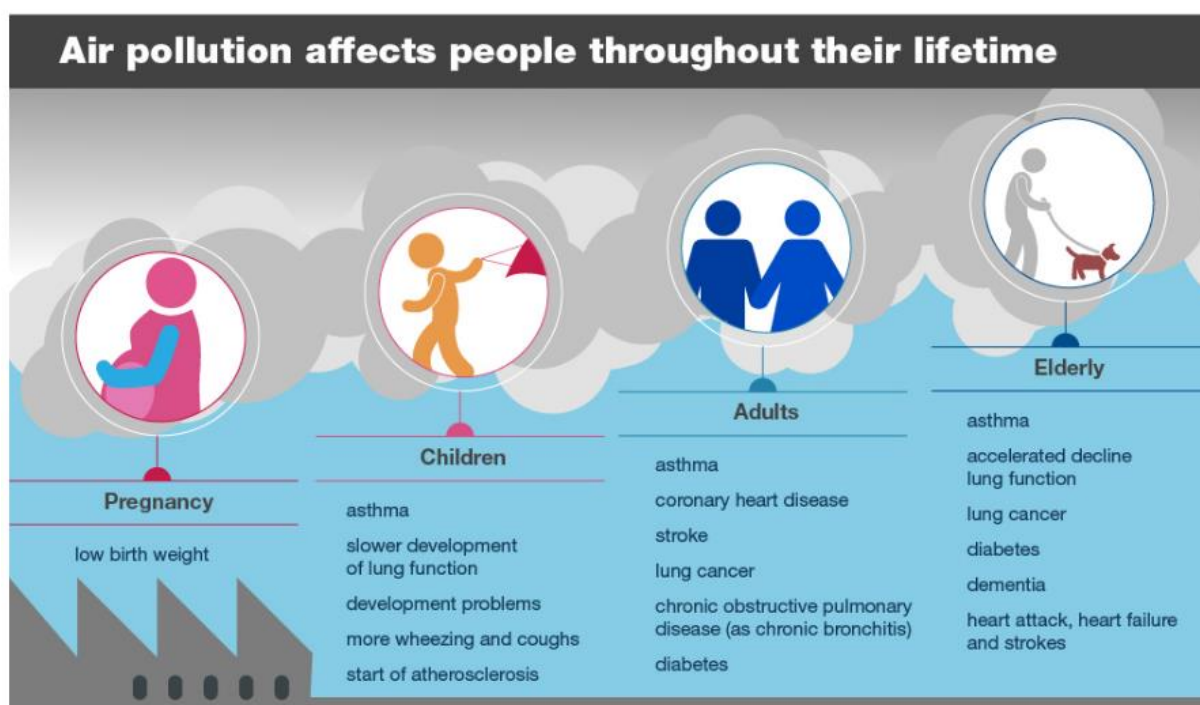 Air pollution affects people throughout their lifetime
Pregnancy
low birth weight
Children
asthma
slower development
of lung function
development problems
more wheezing and coughs
start of atherosclerosis
Adults
asthma
coronary heart disease
stroke
lung cancer
chronic obstructive pulmonary
disease (as chronic bronchitis)
diabetes
Elderly
asthma
accelerated decline
lung function
lung cancer
diabetes
dementia
heart attack, heart failure
and strokes